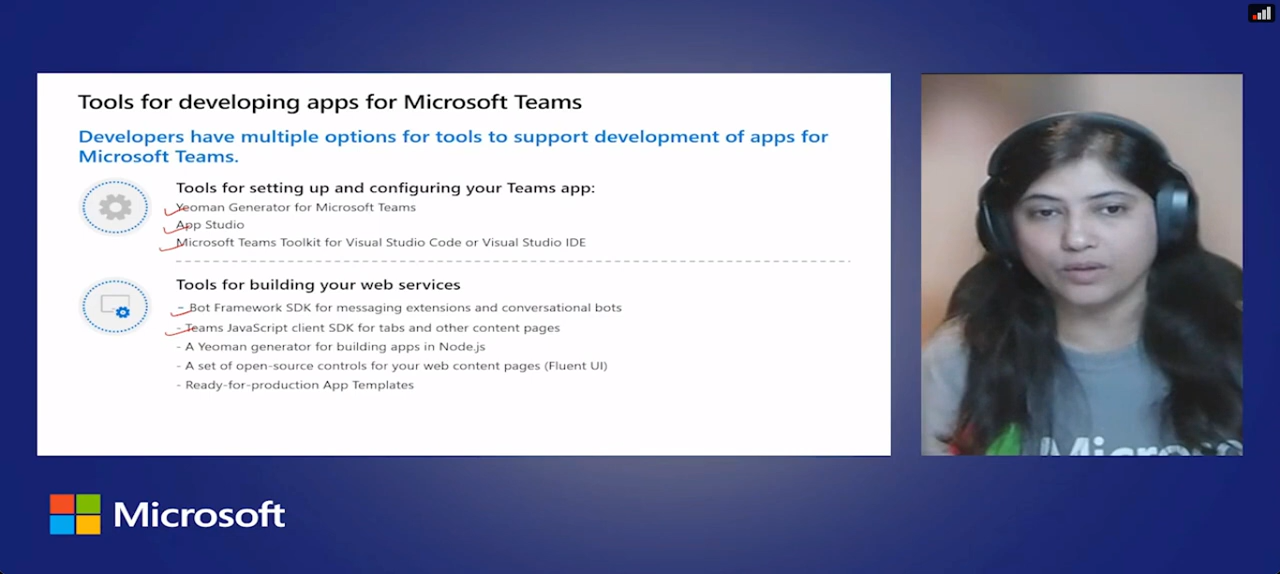 Tools for developing apps for Microsoft Teams
Developers have multiple options for tools to support development of apps for
Microsoft Teams.
Tools for setting up and configuring your Teams app:
Yeoman Generator for Microsoft Teams
App Studio
Microsoft Teams Toolkit for Visual Studio Code or Visual Studio IDE
Tools for building your web services
- Bot Framework SDK for messaging extensions and conversational bots
- Teams JavaScript client SDK for tabs and other content pages
- A Yeoman generator for building apps in Node.js
- A set of open-source controls for your web content pages (Fluent UI)
- Ready-for-production App Templates
Micros
Microsoft